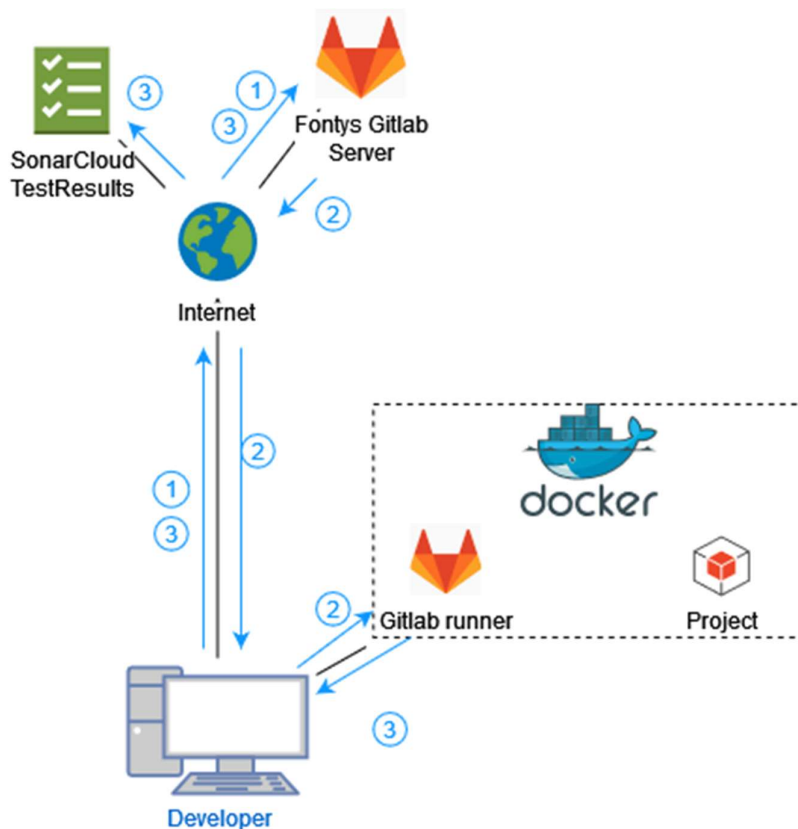 3
1
3
Fontys Gitlab
Server
SonarCloud
TestResults
2
Internet
2
1
3
docker
2
Gitlab runner
Project
3
Developer